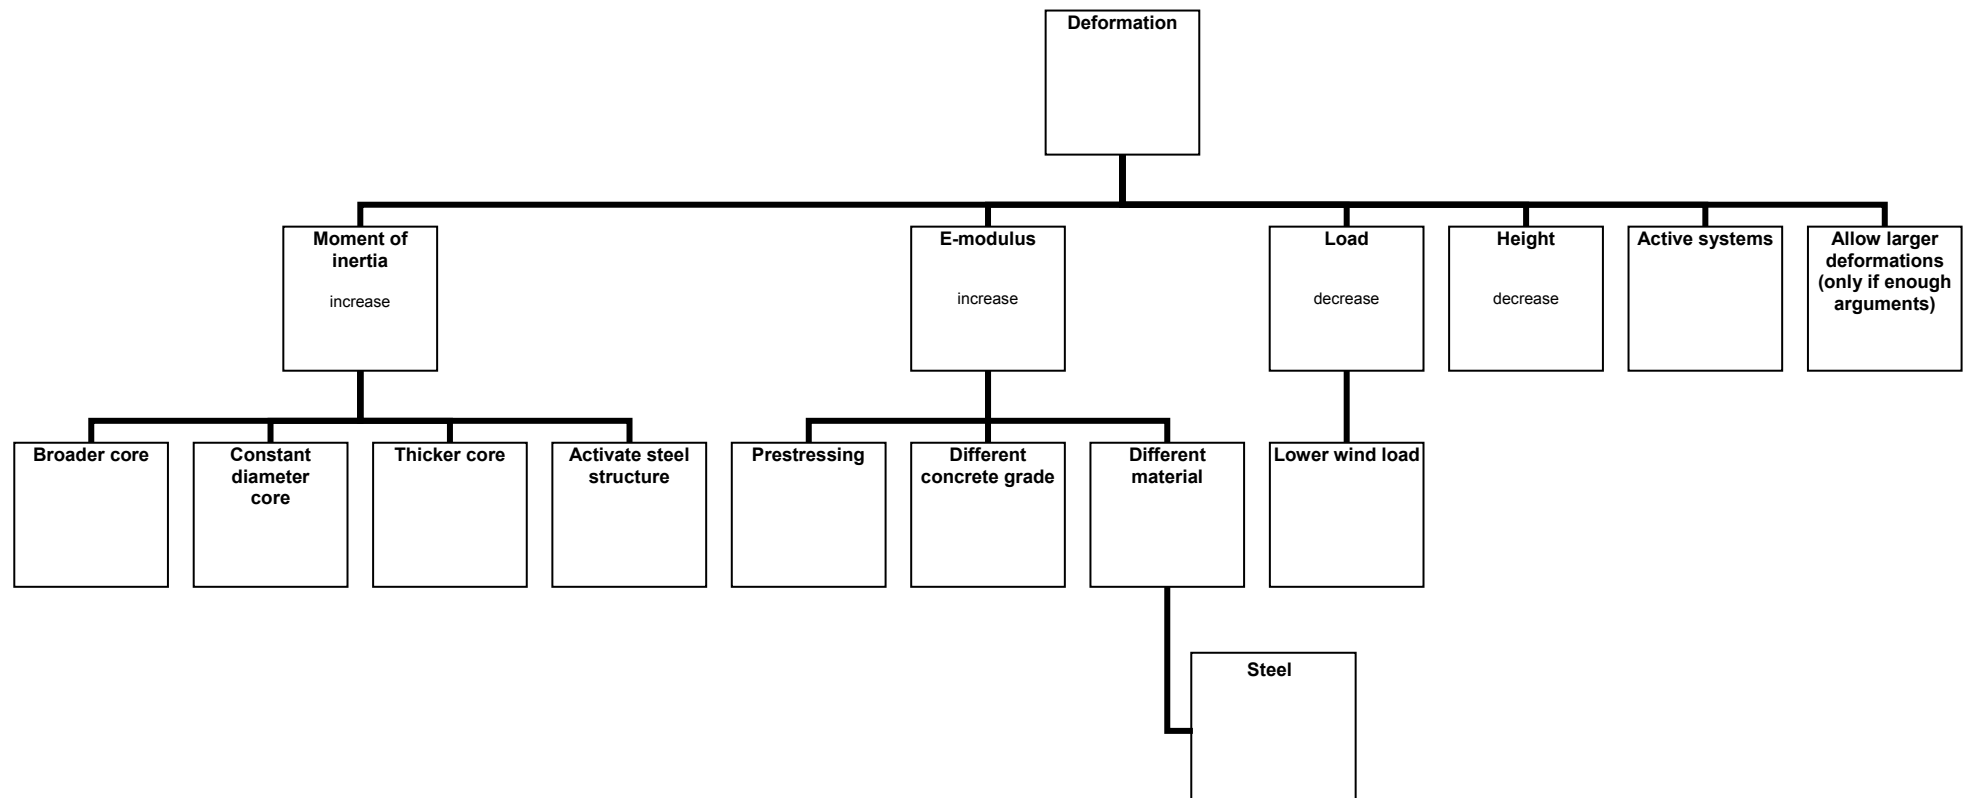 Deformation
Moment of
inertia
increase
E-modulus
increase
Load
decrease
Height
decrease
Active systems
Allow larger
deformations
(only if enough
arguments)
Broader core
Constant
diameter
core
Thicker core
Activate steel
structure
Prestressing
Different
concrete grade
Different
material
Lower wind load
Steel